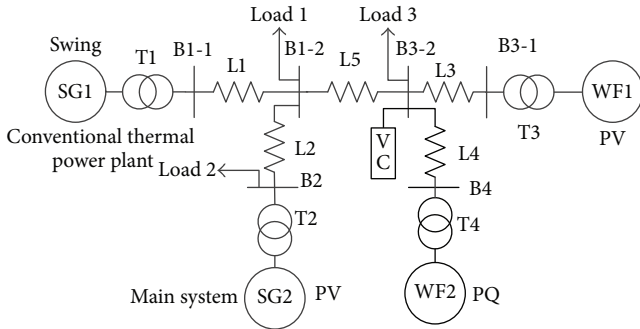 Load 1
Load 3
Swing
T1
B1-1
L1
B1-2
L5
B3-2
L3
B3-1
SG1
WF1
Conventional thermal
power plant
T3
PV
L2
V
C
L4
Load 2
B2
B4
T2
T4
Main system
SG2
PV
WF2
PQ